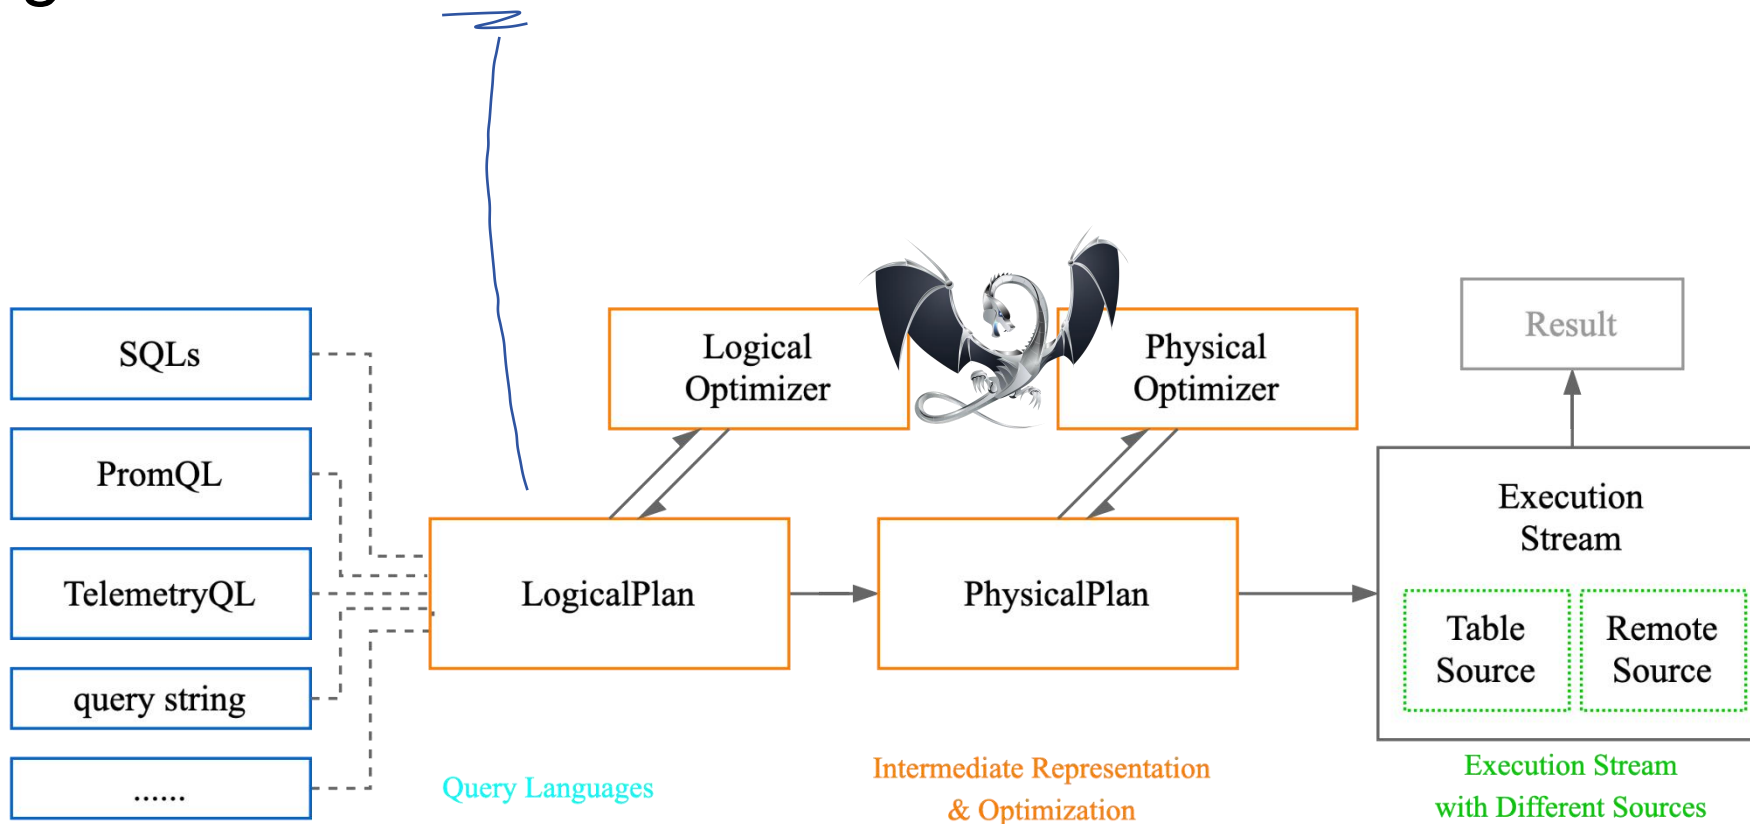 SQLs
PromQL
TelemetryQL
query string
......
Logical
Optimizer
Physical
Optimizer
LogicalPlan
PhysicalPlan
Result
Execution
Stream
Table
Source
Remote
Source
Query Languages
Intermediate Representation
& Optimization
Execution Stream
with Different Sources